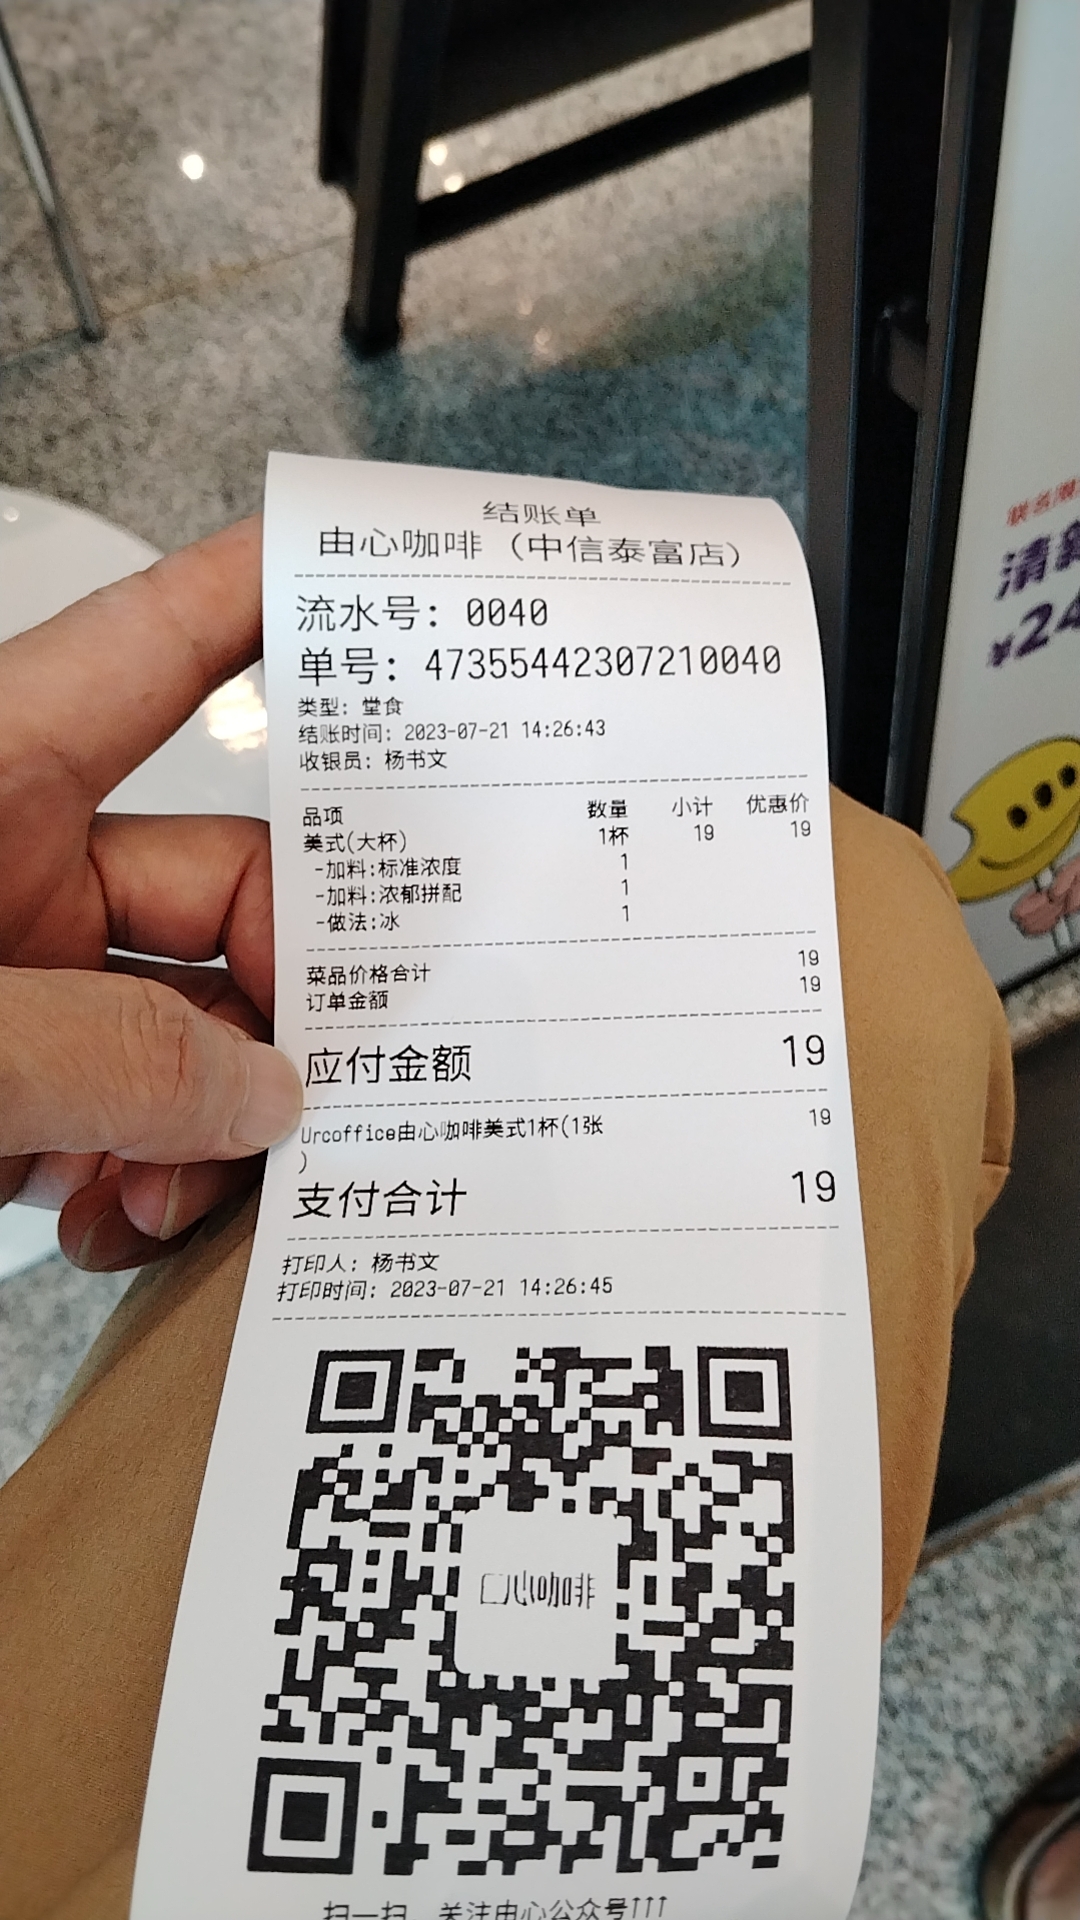 结账单
由心咖啡（中信泰富店）
流水号: 0040
单号: 47355442307210040
类型: 堂食
结账时间: 2023-07-21 14:26:43
收银员: 杨书文
品项 数量 小计 优惠价
美式(大杯) 1杯 19 19
-加料:标准浓度 1
-加料:浓郁拼配 1
-做法:冰 1
菜品价格合计 19
订单金额 19
应付金额 19
Urcoffice由心咖啡美式1杯(1张 19
)
支付合计 19
打印人: 杨书文
打印时间: 2023-07-21 14:26:45
心咖啡
扫一扫，关注由心公众号↑↑↑
联名
清
¥24